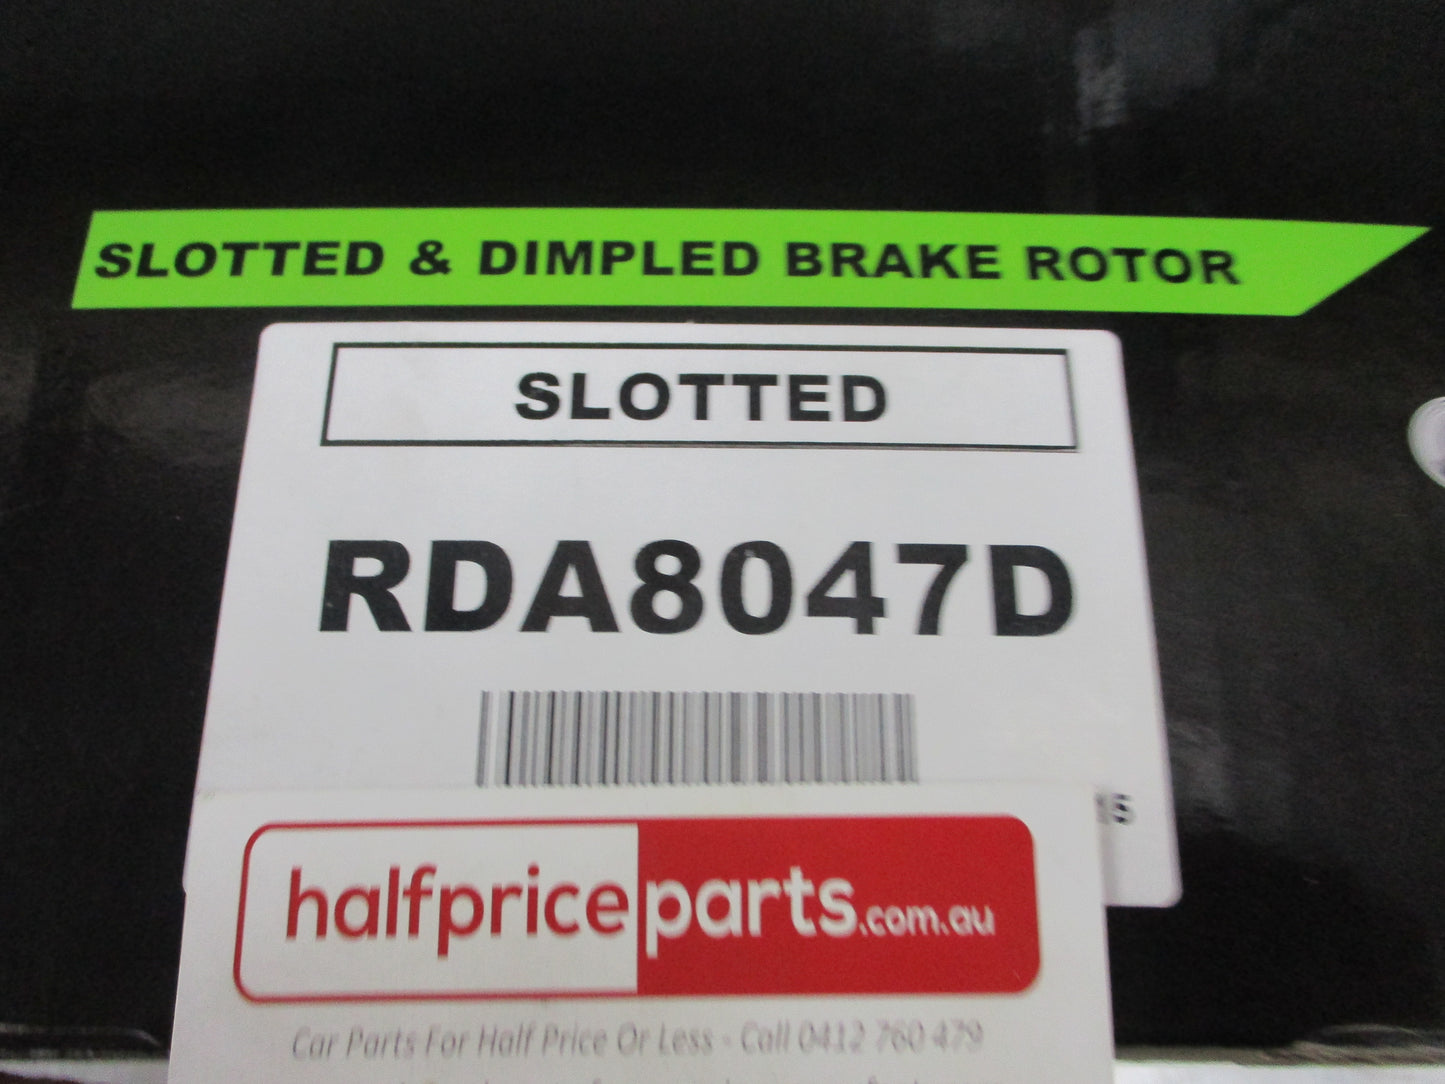 SLOTTED & DIMPLED BRAKE ROTOR
SLOTTED
RDA8047D
15
halfpriceparts.com.au
Car Parts For Half Price Or Less - Call 0412 760 479